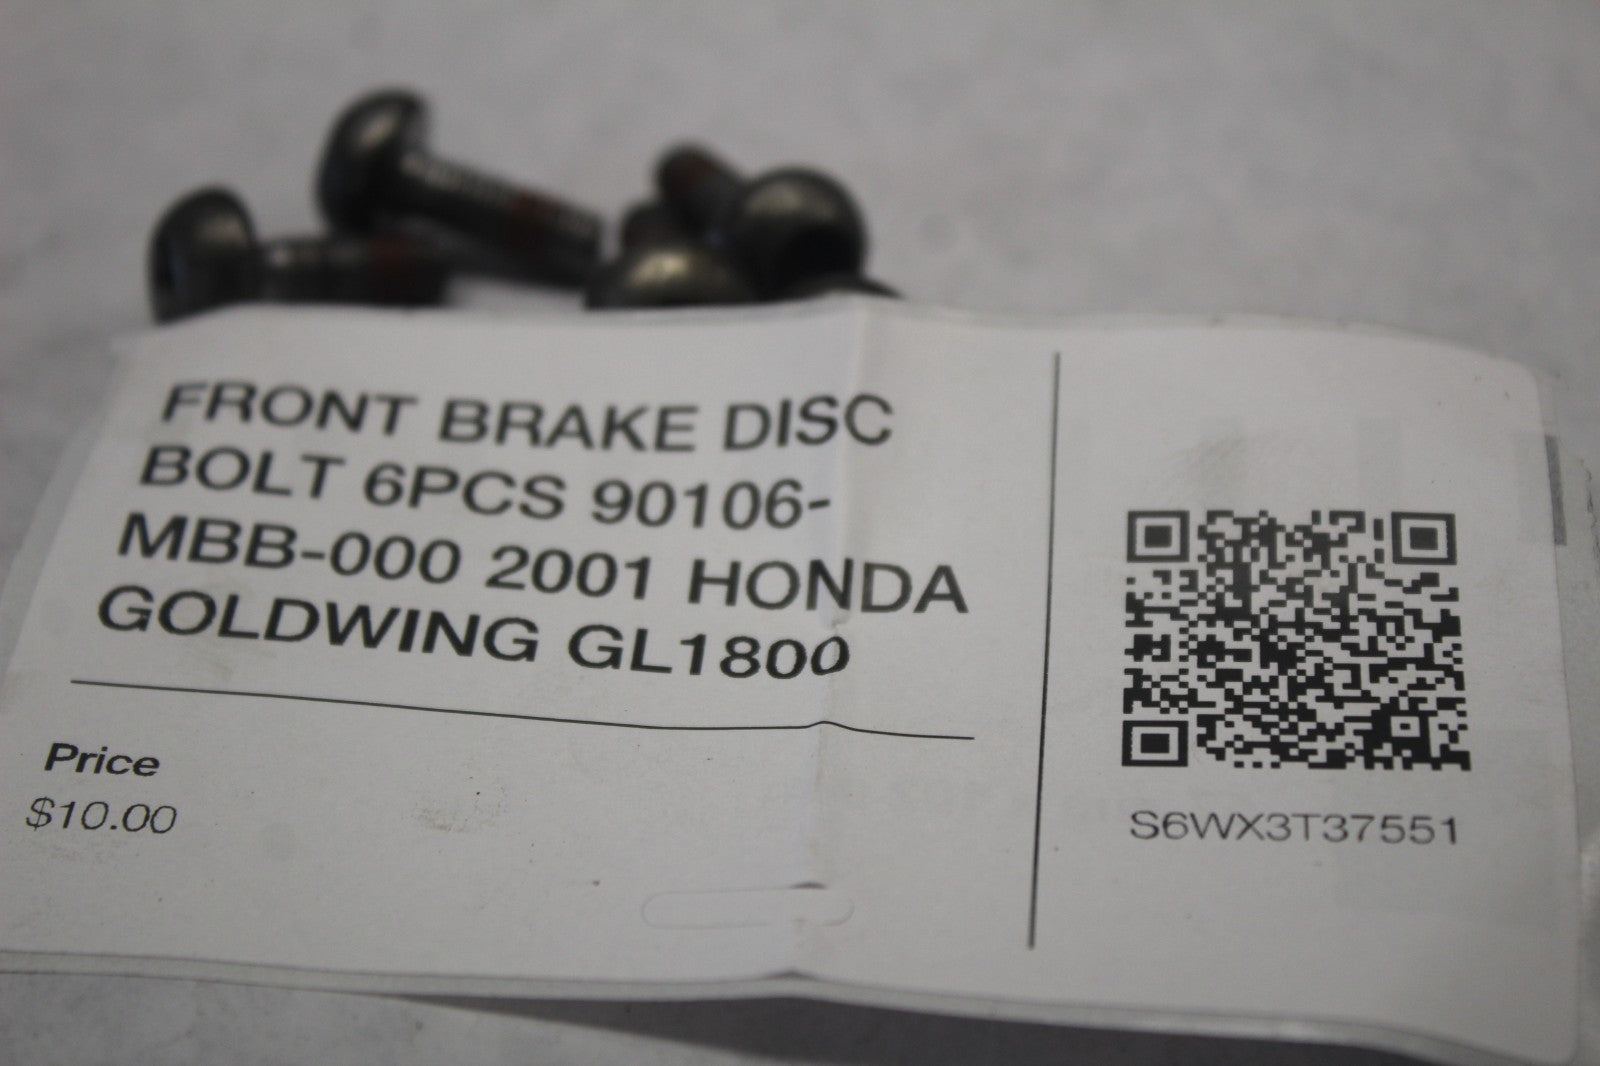 FRONT BRAKE DISC
BOLT 6PCS 90106-
MBB-000 2001 HONDA
GOLDWING GL1800
Price
$10.00
S6WX3T37551